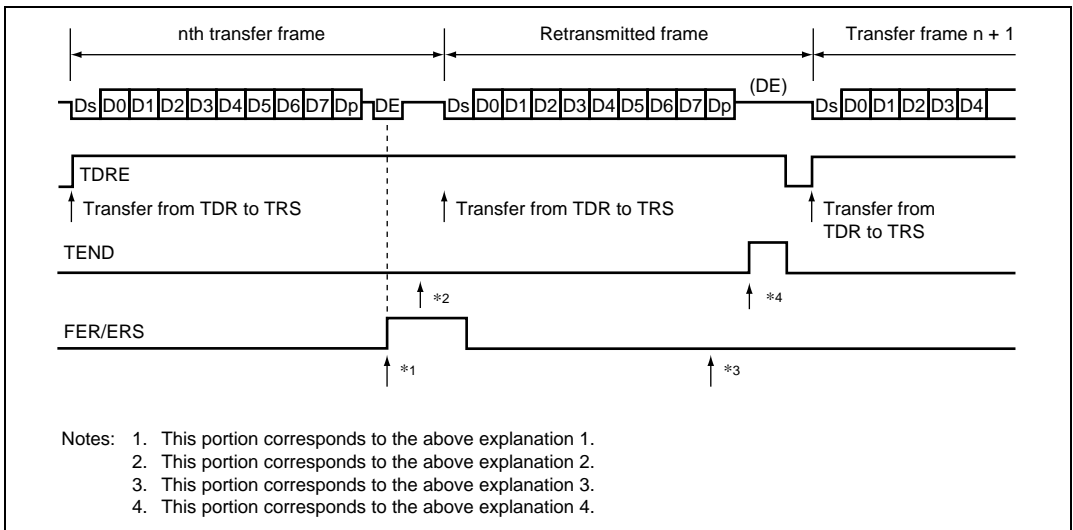 nth transfer frame Retransmitted frame Transfer frame n + 1
(DE)
Ds D0 D1 D2 D3 D4 D5 D6 D7 Dp DE Ds D0 D1 D2 D3 D4 D5 D6 D7 Dp Ds D0 D1 D2 D3 D4
TDRE
Transfer from TDR to TRS Transfer from TDR to TRS Transfer from
TDR to TRS
TEND
*2 *4
FER/ERS
*1 *3
Notes: 1. This portion corresponds to the above explanation 1.
2. This portion corresponds to the above explanation 2.
3. This portion corresponds to the above explanation 3.
4. This portion corresponds to the above explanation 4.